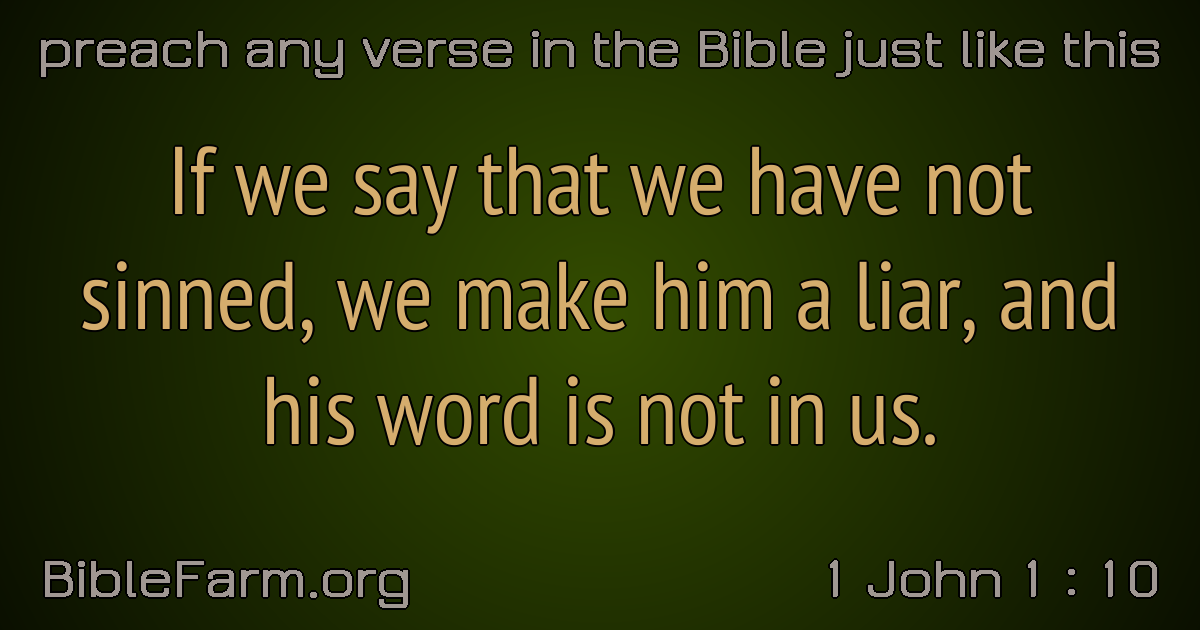 preach any verse in the Bible just like this
If we say that we have not
sinned, we make him a liar, and
his word is not in us.
BibleFarm.org
1 John 1 : 10